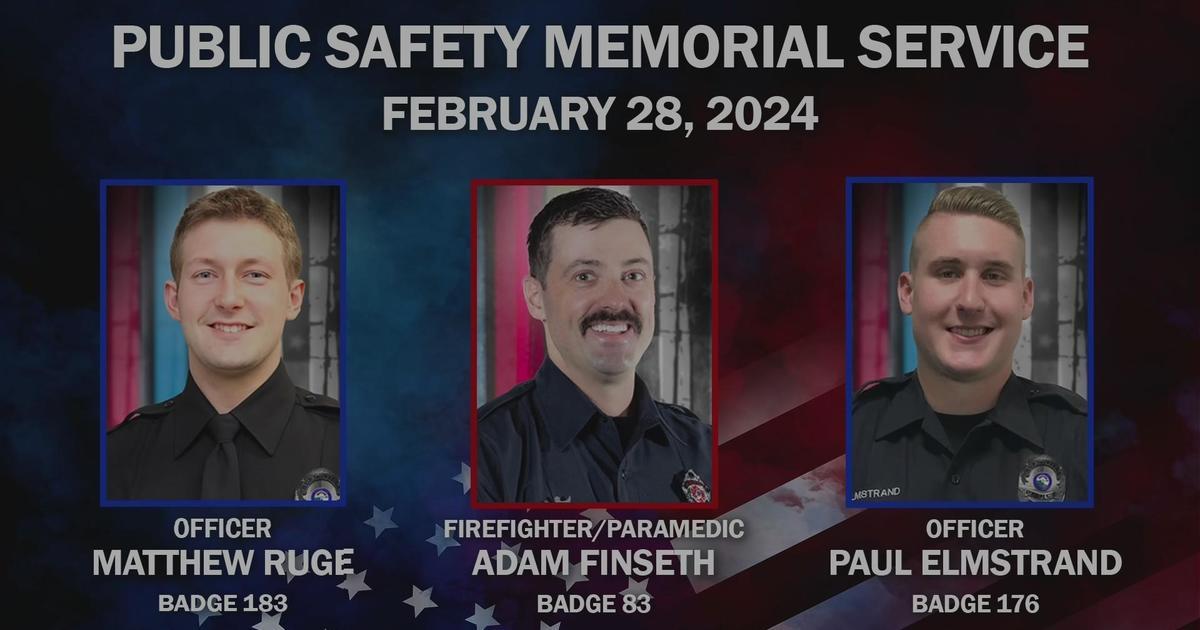 PUBLIC SAFETY MEMORIAL SERVICE
FEBRUARY 28, 2024
LMSTRAND
OFFICER
MATTHEW RUGE
BADGE 183
FIREFIGHTER/PARAMEDIC
ADAM FINSETH
BADGE 83
OFFICER
PAUL ELMSTRAND
BADGE 176